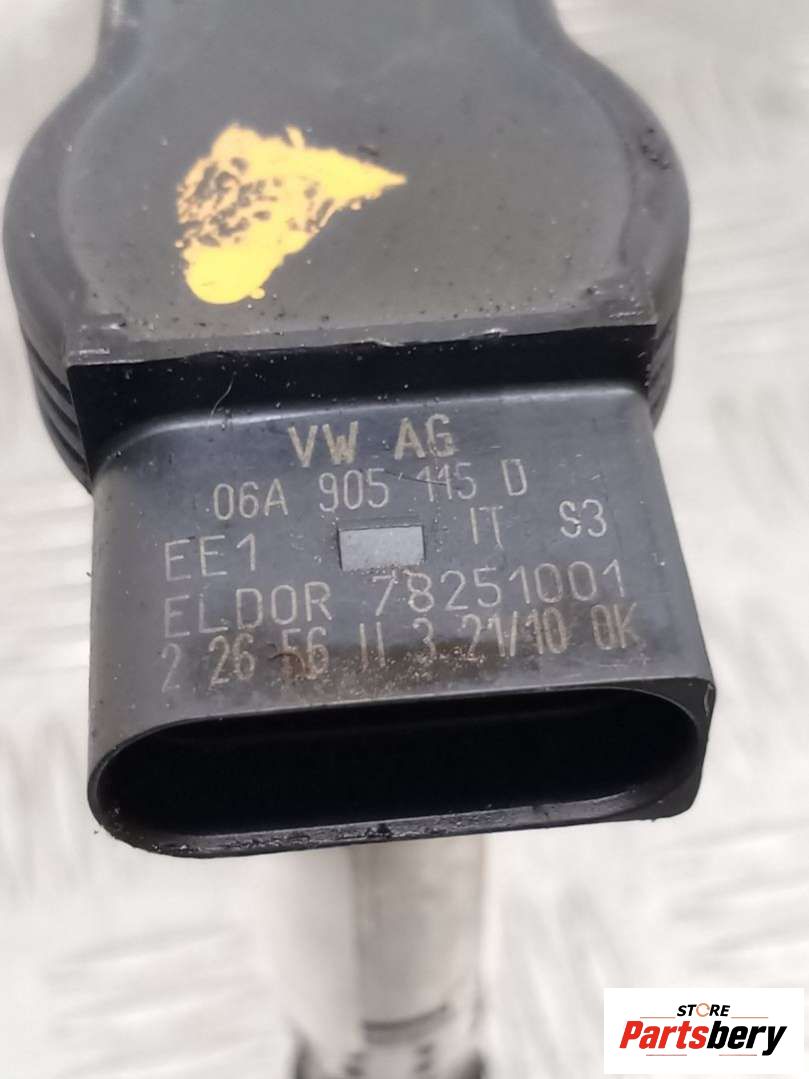 VW AG
06A 905 115 D
EE1 IT S3
ELDOR 78251001
2 26 56 II 3 21/10 OK
STORE
Partsbery